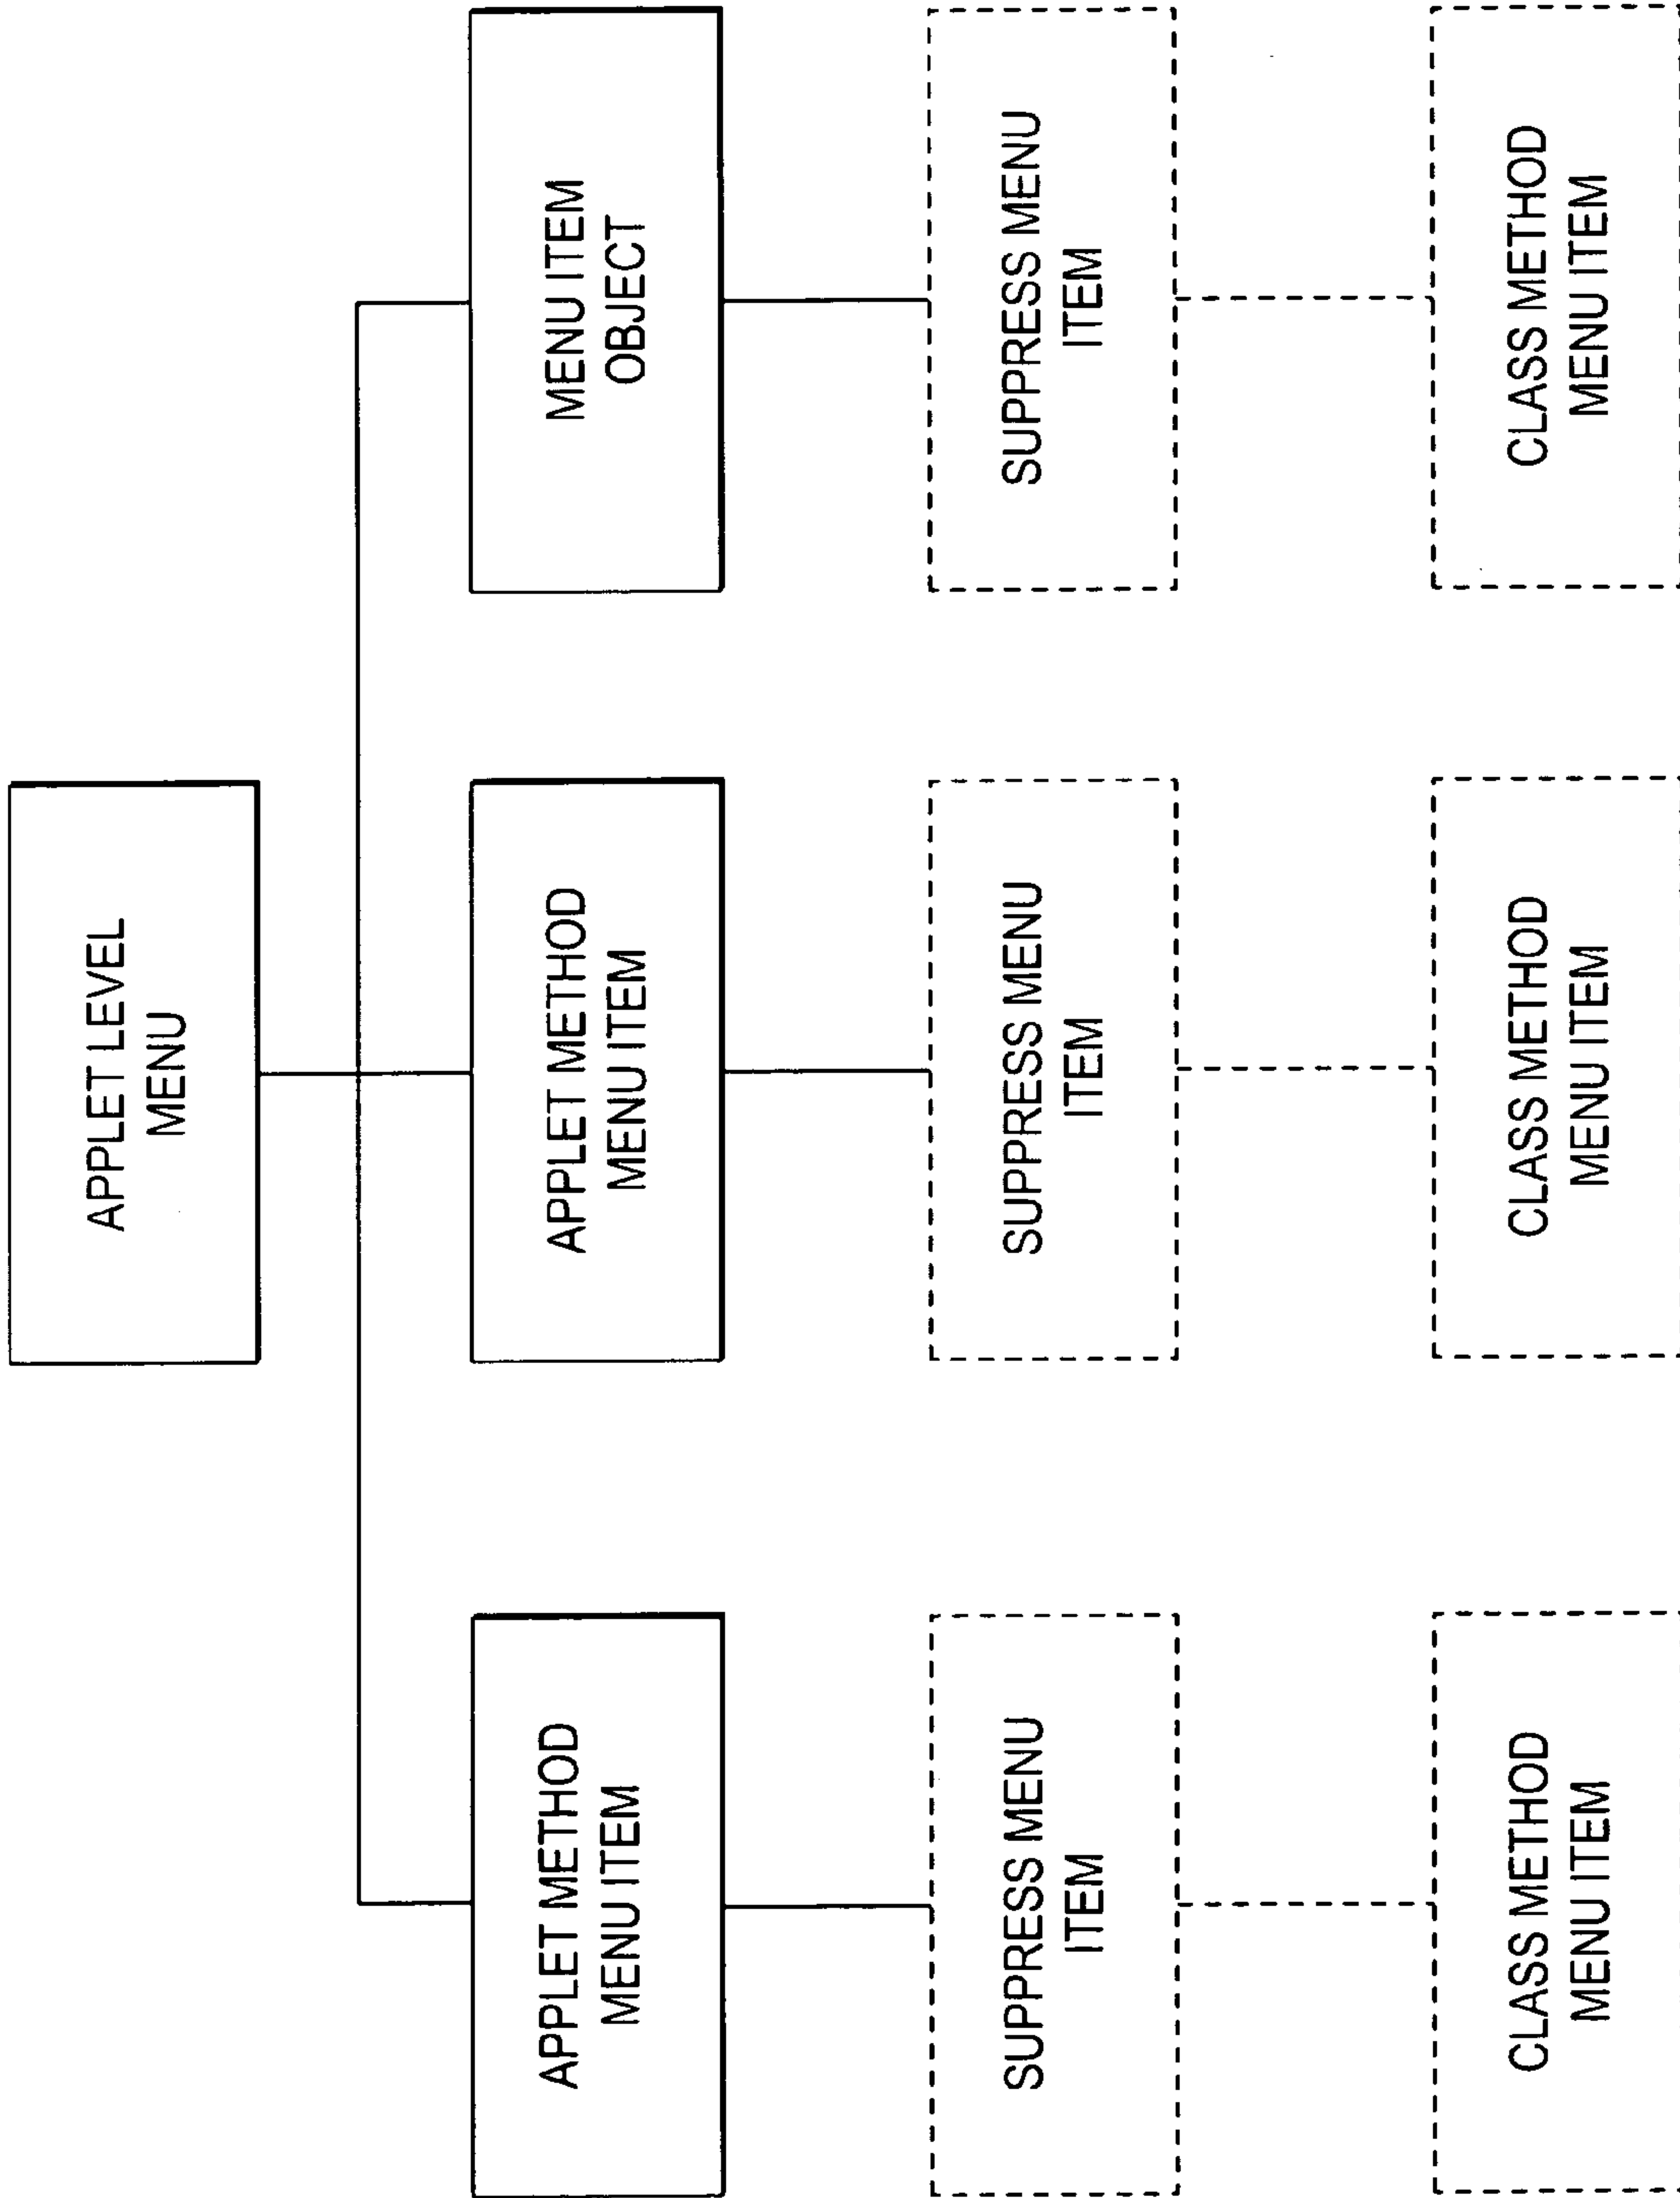 APPLET LEVEL
MENU
APPLET METHOD
MENU ITEM
APPLET METHOD
MENU ITEM
MENU ITEM
OBJECT
SUPPRESS MENU
ITEM
SUPPRESS MENU
ITEM
SUPPRESS MENU
ITEM
CLASS METHOD
MENU ITEM
CLASS METHOD
MENU ITEM
CLASS METHOD
MENU ITEM